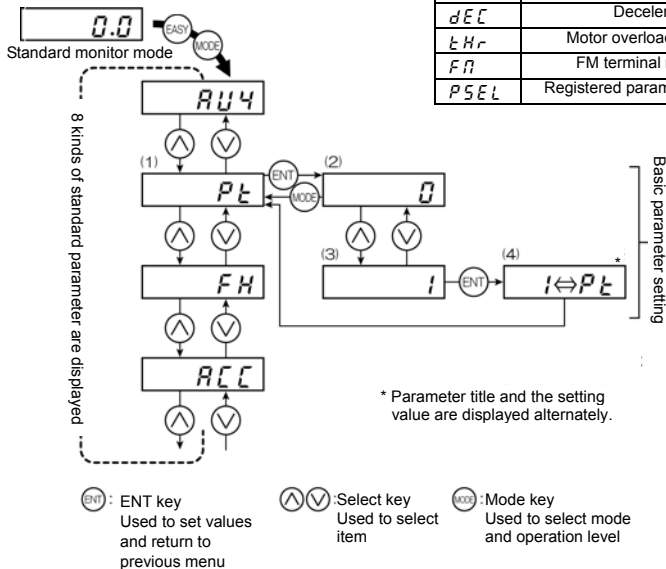 0.0
EASY
MODE
Standard monitor mode
dEC Deceler
tHr Motor overload
FM FM terminal
PSEL Registered param
8 kinds of standard parameter are displayed
AU4
(1)
Pt
ENT
MODE
(2)
0
(3)
1
ENT
(4)
*
1⇔Pt
FH
ACC
Basic parameter setting
* Parameter title and the setting
value are displayed alternately.
ENT : ENT key
Used to set values
and return to
previous menu
:Select key
Used to select
item
MODE :Mode key
Used to select mode
and operation level